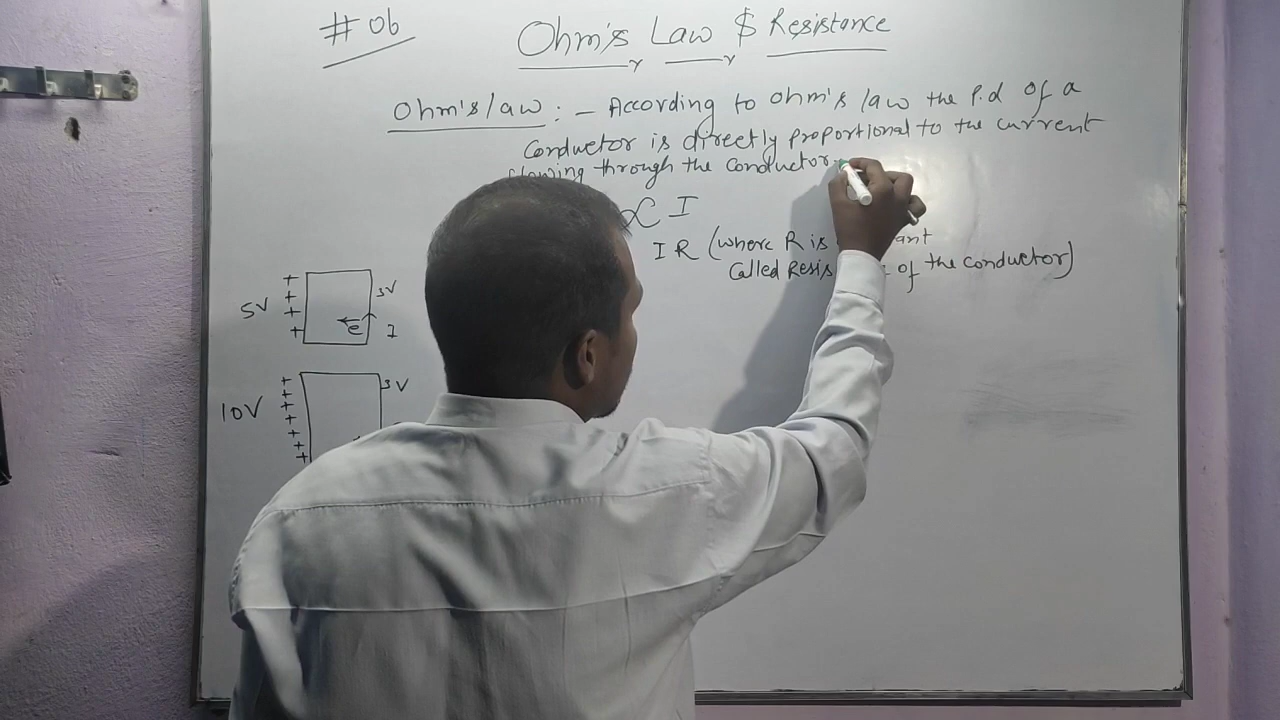 # 06
Ohm's Law $ Resistance
Ohm's law : - According to ohm's law the P.d of a
conductor is directly proportional to the current
flowing through the conductor
∝ I
IR (where R is
called of the conductor)
+
+
+
+
5V
3V
e
I
+
+
+
+
+
+
+
10V
3V